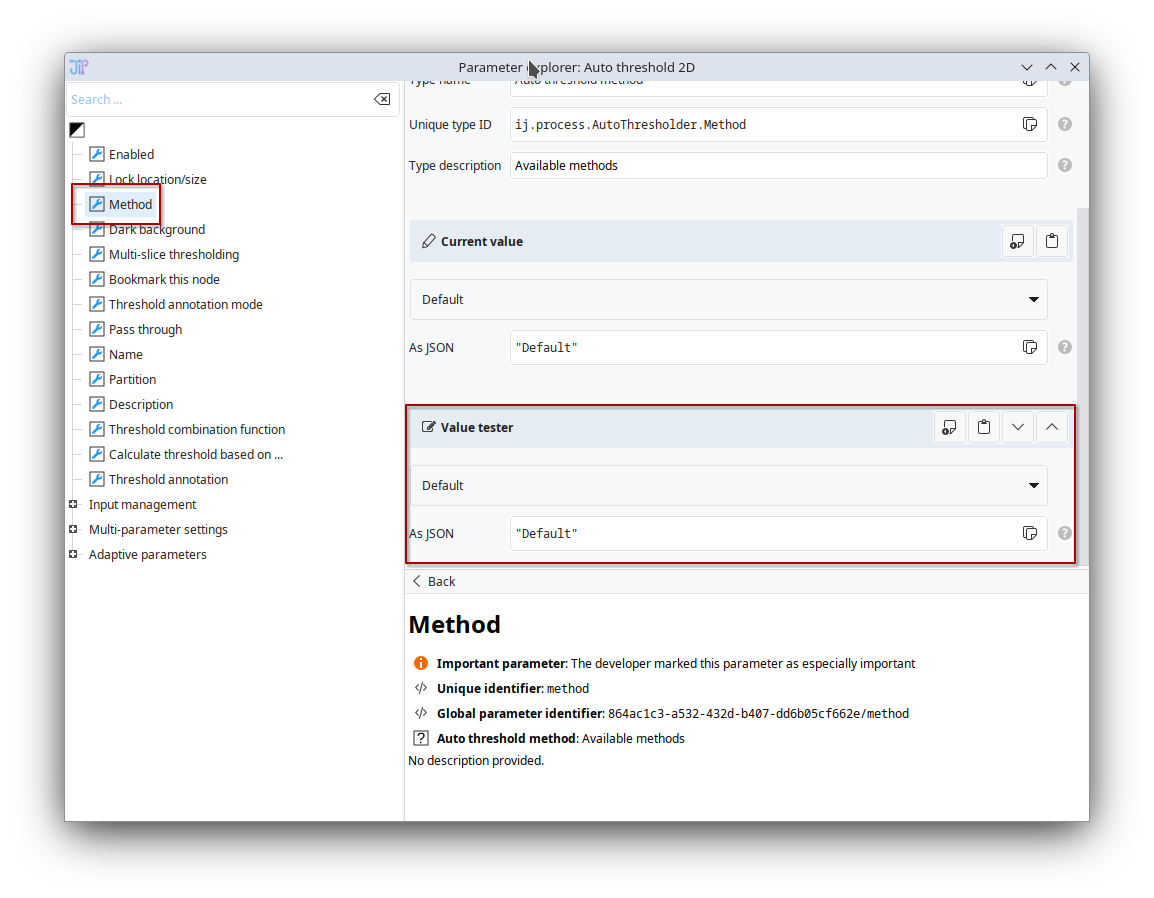 JIP
Parameter explorer: Auto threshold 2D
Search ...
Enabled
Lock location/size
Method
Dark background
Multi-slice thresholding
Bookmark this node
Threshold annotation mode
Pass through
Name
Partition
Description
Threshold combination function
Calculate threshold based on ...
Threshold annotation
Input management
Multi-parameter settings
Adaptive parameters
Type name Auto threshold method
Unique type ID ij.process.AutoThresholder.Method
Type description Available methods
Current value
Default
As JSON "Default"
Value tester
Default
As JSON "Default"
Back
Method
Important parameter: The developer marked this parameter as especially important
Unique identifier: method
Global parameter identifier: 864ac1c3-a532-432d-b407-dd6b05cf662e/method
Auto threshold method: Available methods
No description provided.